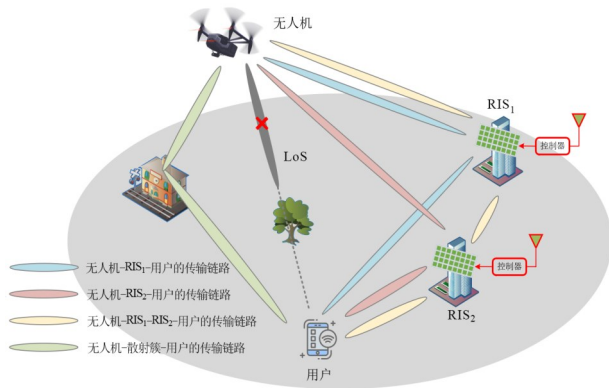 无人机
RIS₁
控制器
LoS
控制器
RIS₂
无人机-RIS₁-用户的传输链路
无人机-RIS₂-用户的传输链路
无人机-RIS₁-RIS₂-用户的传输链路
无人机-散射簇-用户的传输链路
用户